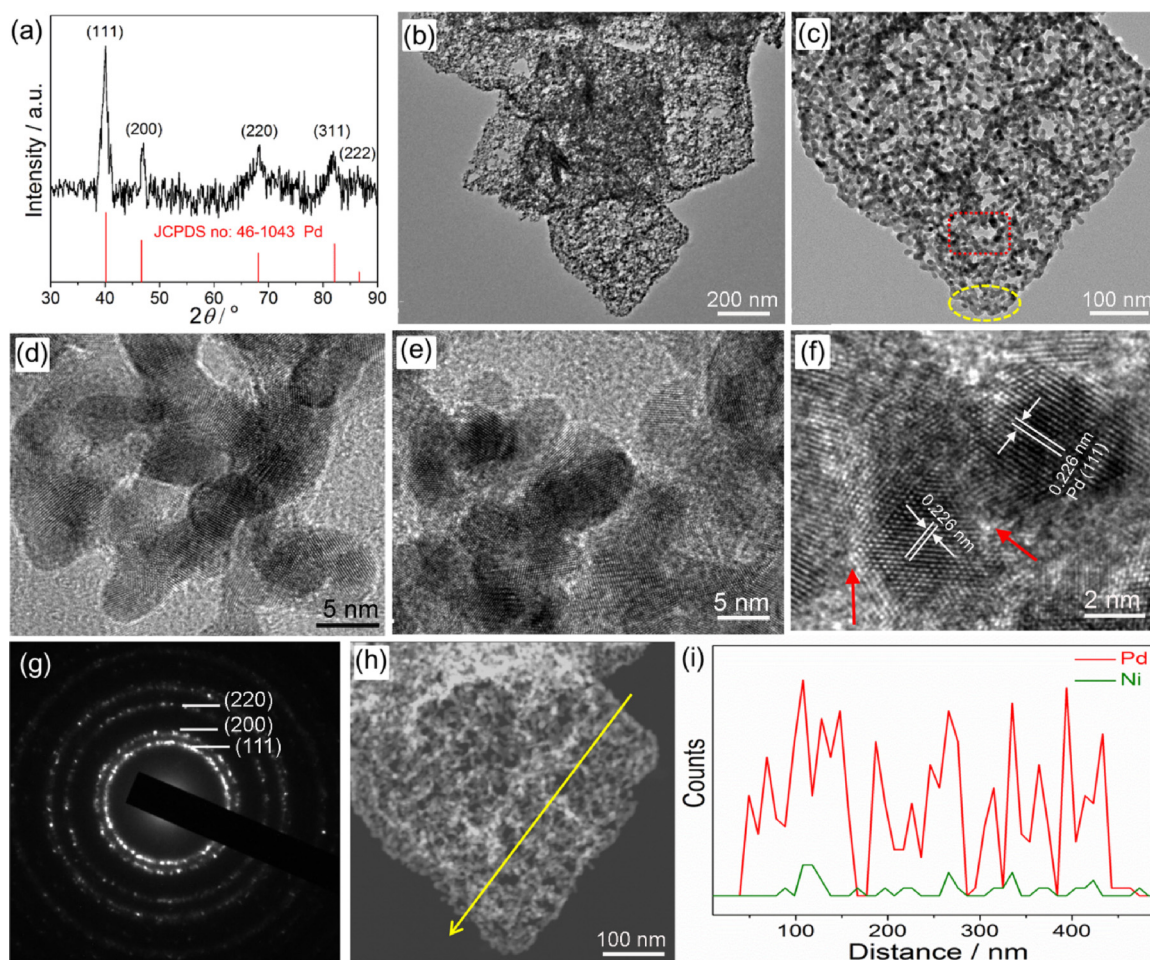 (a)
(111)
(200)
(220)
(311)
(222)
Intensity / a.u.
JCPDS no: 46-1043 Pd
30 40 50 60 70 80 90
2θ / °
(b)
200 nm
(c)
100 nm
(d)
5 nm
(e)
5 nm
(f)
0.226 nm
Pd (111)
0.226 nm
2 nm
(g)
(220)
(200)
(111)
(h)
100 nm
(i)
Pd
Ni
Counts
100 200 300 400
Distance / nm